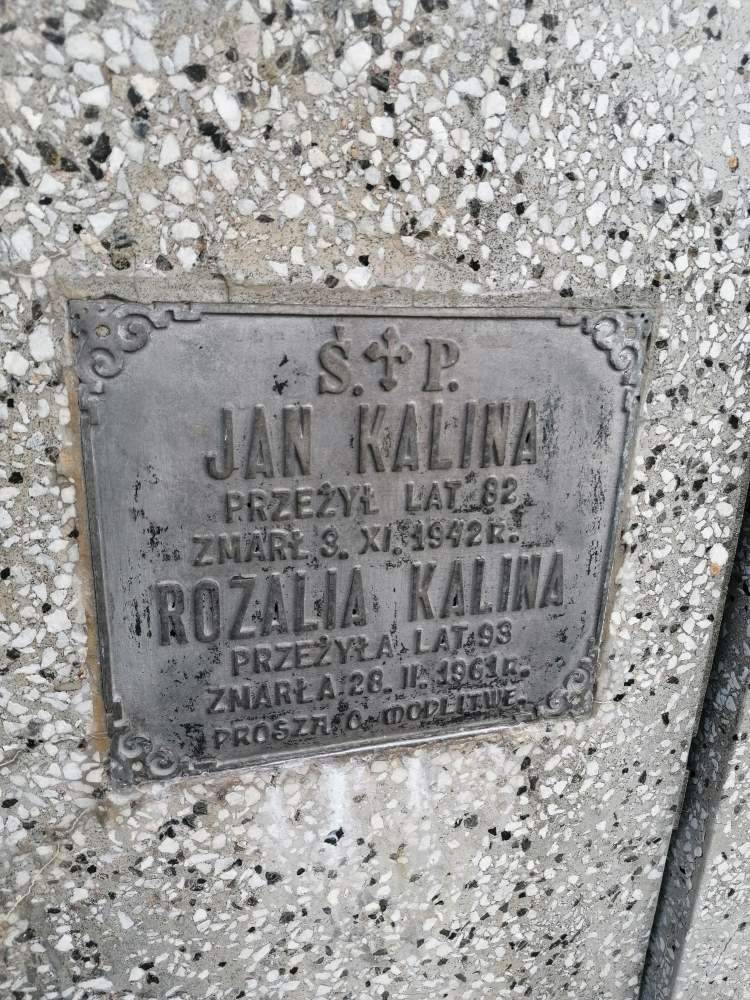 Ś. P.
JAN KALINA
PRZEŻYŁ LAT 82
ZMARŁ 3. XI. 1942 R.
ROZALIA KALINA
PRZEŻYŁA LAT 93
ZMARŁA 28. II. 1961 R.
PROSZĄ O MODLITWĘ.